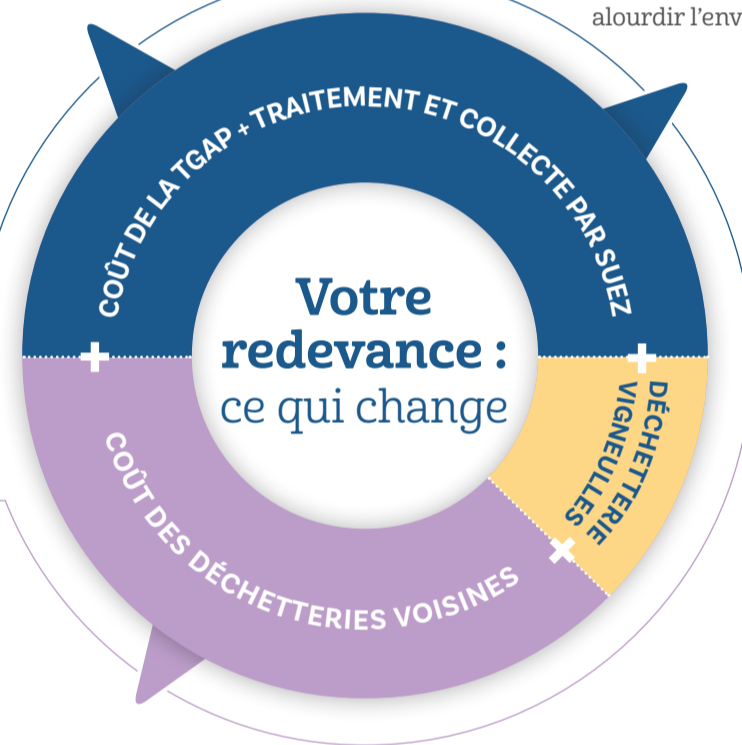 alourdir l’env
COÛT DE LA TGAP + TRAITEMENT ET COLLECTE PAR SUEZ
+
+
Votre
redevance :
ce qui change
DÉCHETTERIE
VIGNEULLES
+
COÛT DES DÉCHETTERIES VOISINES